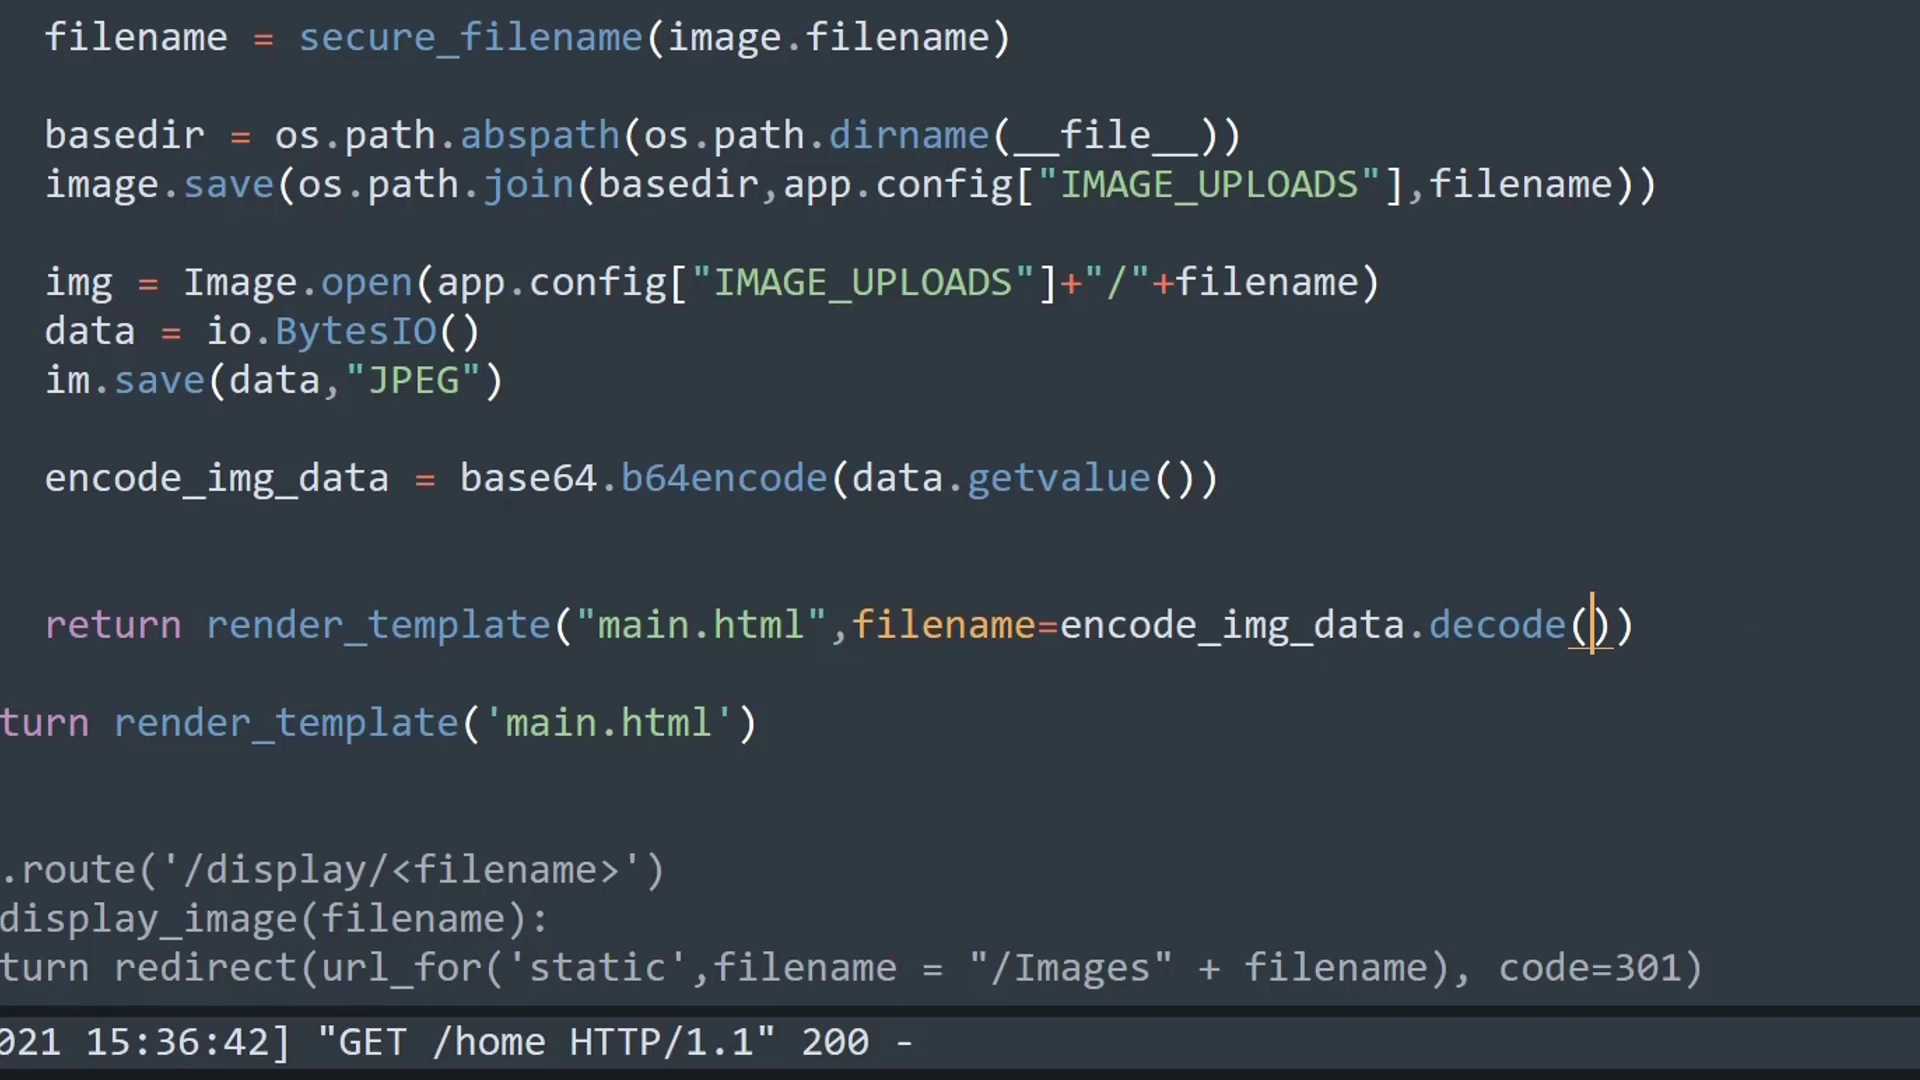 filename = secure_filename(image.filename)
basedir = os.path.abspath(os.path.dirname(__file__))
image.save(os.path.join(basedir,app.config["IMAGE_UPLOADS"],filename))
img = Image.open(app.config["IMAGE_UPLOADS"]+"/"+filename)
data = io.BytesIO()
im.save(data,"JPEG")
encode_img_data = base64.b64encode(data.getvalue())
return render_template("main.html",filename=encode_img_data.decode())
turn render_template('main.html')
.route('/display/<filename>')
display_image(filename):
turn redirect(url_for('static',filename = "/Images" + filename), code=301)
021 15:36:42] "GET /home HTTP/1.1" 200 -